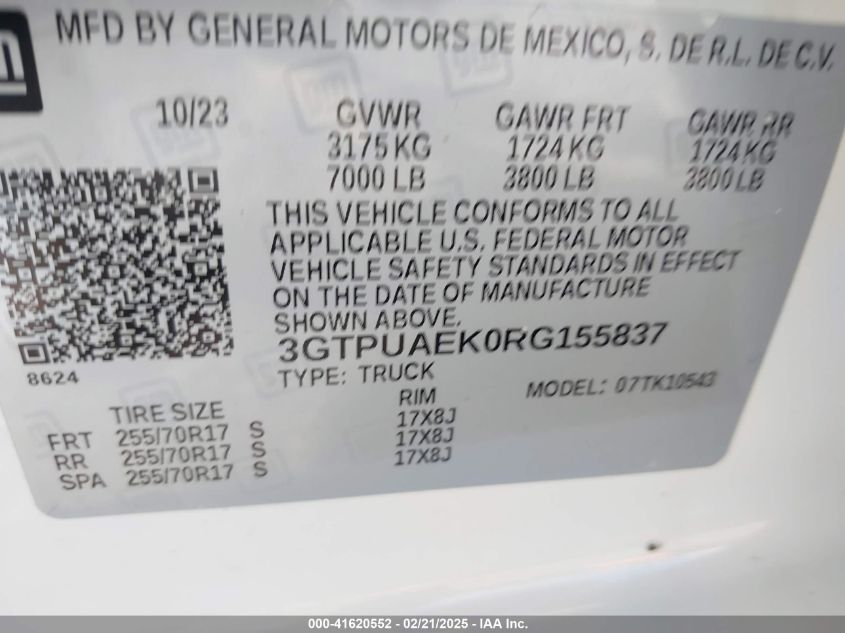 MFD BY GENERAL MOTORS DE MEXICO, S. DE R.L. DE C.V.
10/23 GVWR GAWR FRT GAWR RR
3175 KG 1724 KG 1724 KG
7000 LB 3800 LB 3800 LB
THIS VEHICLE CONFORMS TO ALL
APPLICABLE U.S. FEDERAL MOTOR
VEHICLE SAFETY STANDARDS IN EFFECT
ON THE DATE OF MANUFACTURE
SHOWN ABOVE.
3GTPUAEK0RG155837
8624
TYPE: TRUCK MODEL: 07TK10543
TIRE SIZE RIM
FRT 255/70R17 S 17X8J
RR 255/70R17 S 17X8J
SPA 255/70R17 S 17X8J
000-41620552 — 02/21/2025 — IAA Inc.